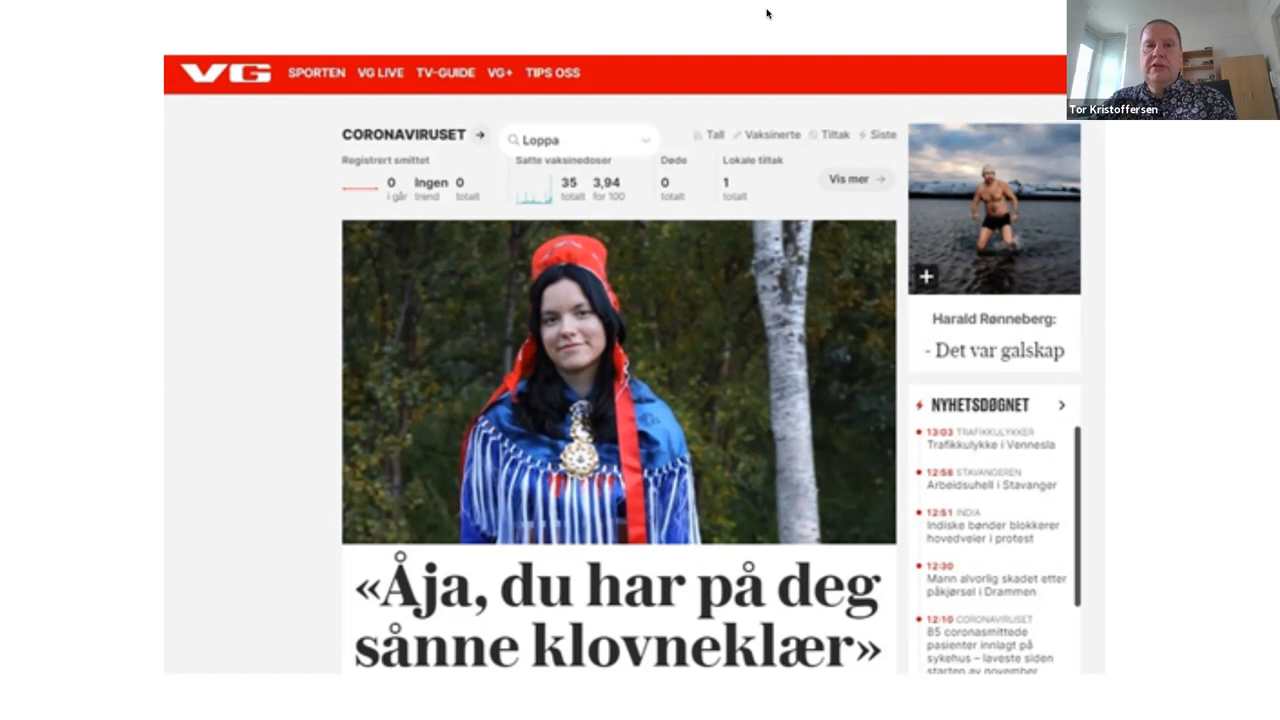 Tor Kristoffersen
VG SPORTEN VG LIVE TV-GUIDE VG+ TIPS OSS
CORONAVIRUSET → Loppa Tall Vaksinerte Tiltak Siste
Registrert smittet Satte vaksinedoser Døde Lokale tiltak
0 Ingen 0 35 3,94 0 1 Vis mer →
i går trend totalt totalt for 100 totalt totalt
«Åja, du har på deg
sånne klovneklær»
Harald Rønneberg:
- Det var galskap
NYHETSDØGNET
13:03 TRAFIKKULYKKER
Trafikkulykke i Vennesla
12:58 STAVANGEREN
Arbeidsuhell i Stavanger
12:51 INDIA
Indiske bønder blokkerer
hovedveier i protest
12:30
Mann alvorlig skadet etter
påkjørsel i Drammen
12:10 CORONAVIRUSET
85 coronasmittede
pasienter innlagt på
sykehus – laveste siden
starten av november